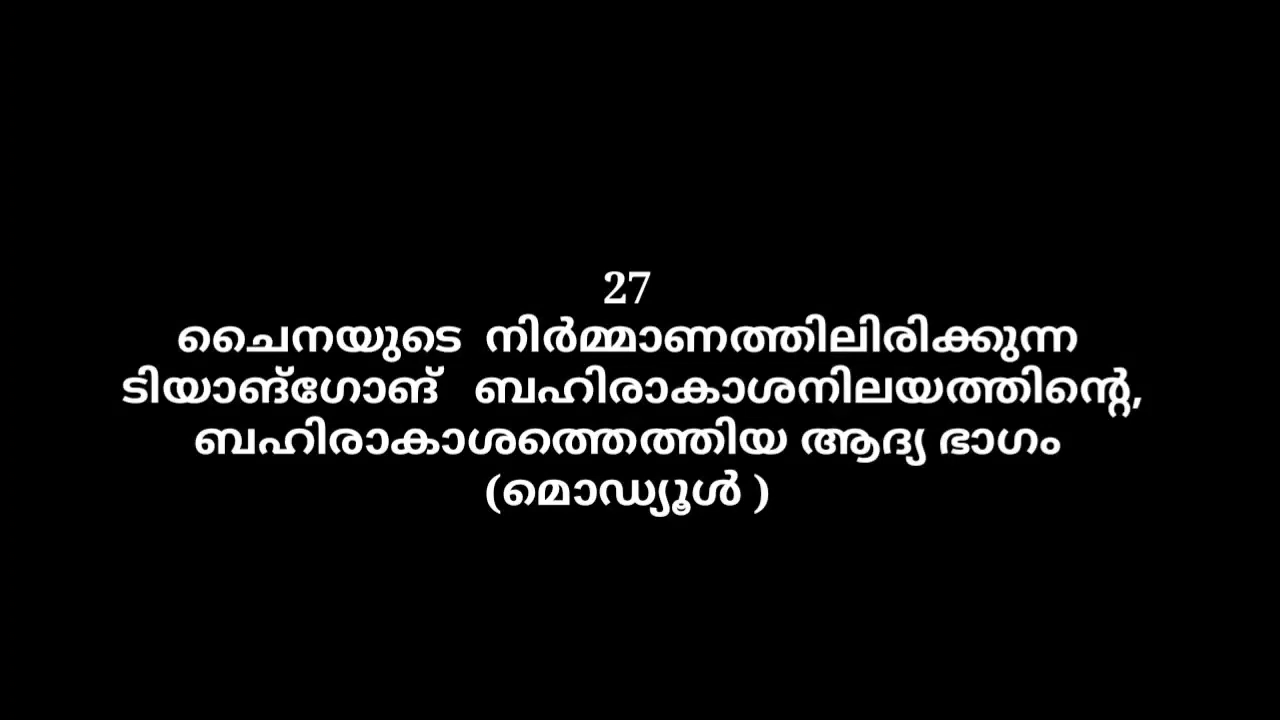 27
ചൈനയുടെ നിർമ്മാണത്തിലിരിക്കുന്ന
ടിയാങ്ഗോങ് ബഹിരാകാശനിലയത്തിന്റെ,
ബഹിരാകാശത്തെത്തിയ ആദ്യ ഭാഗം
(മൊഡ്യൂൾ )